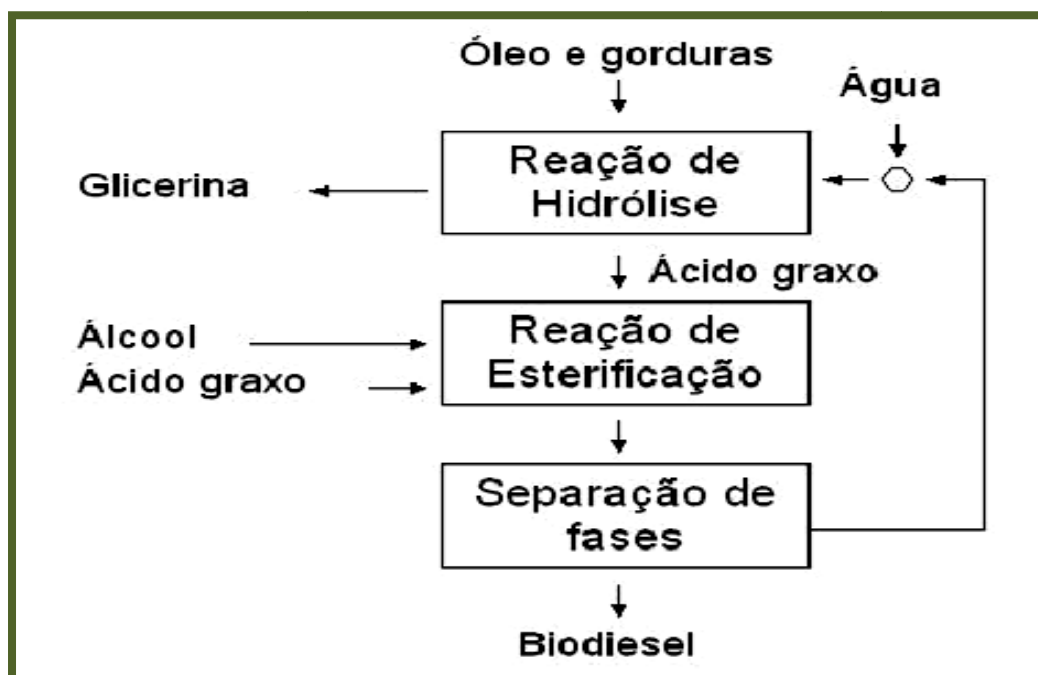 Óleo e gorduras
Água
Reação de
Hidrólise
Glicerina
Ácido graxo
Álcool
Ácido graxo
Reação de
Esterificação
Separação de
fases
Biodiesel